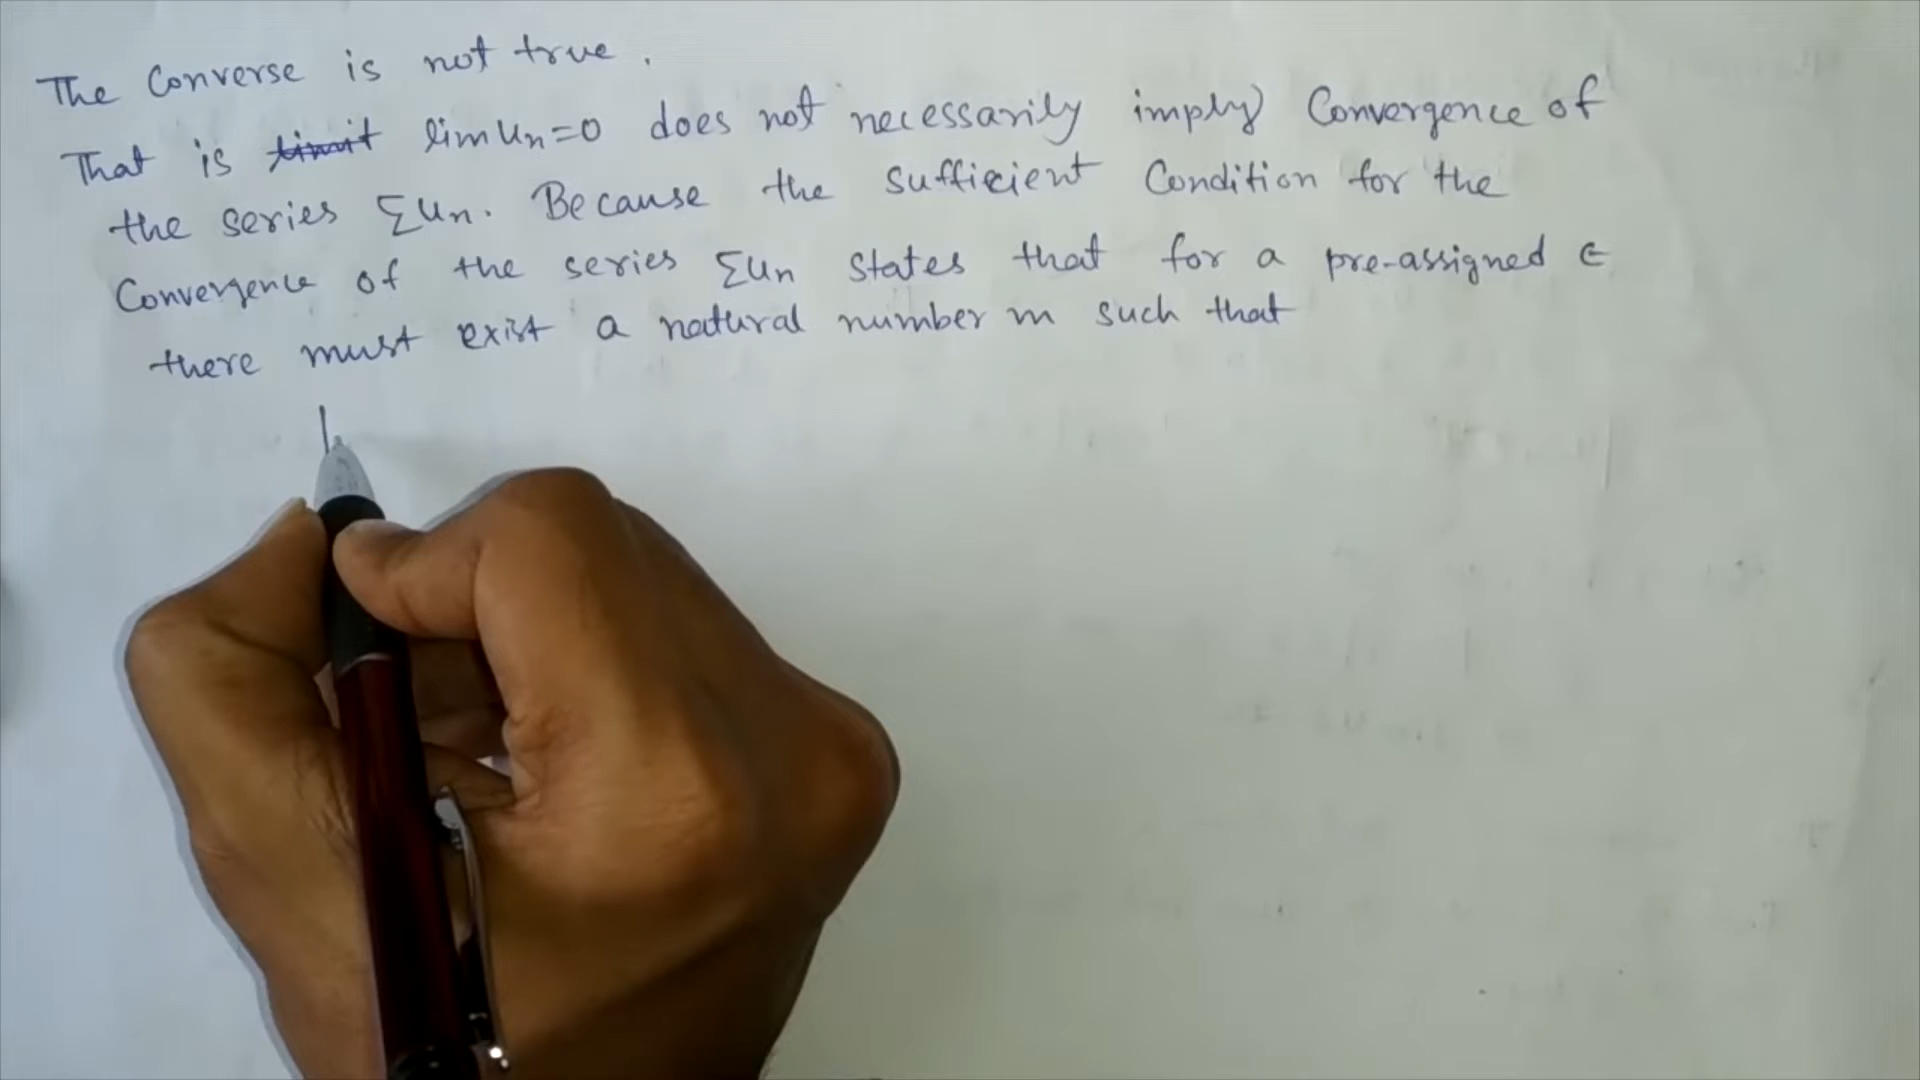 The Converse is not true.
That is limit lim un=0 does not necessarily imply Convergence of
the series Σun. Because the sufficient Condition for the
Convergence of the series Σun states that for a pre-assigned ϵ
there must exist a natural number m such that
|